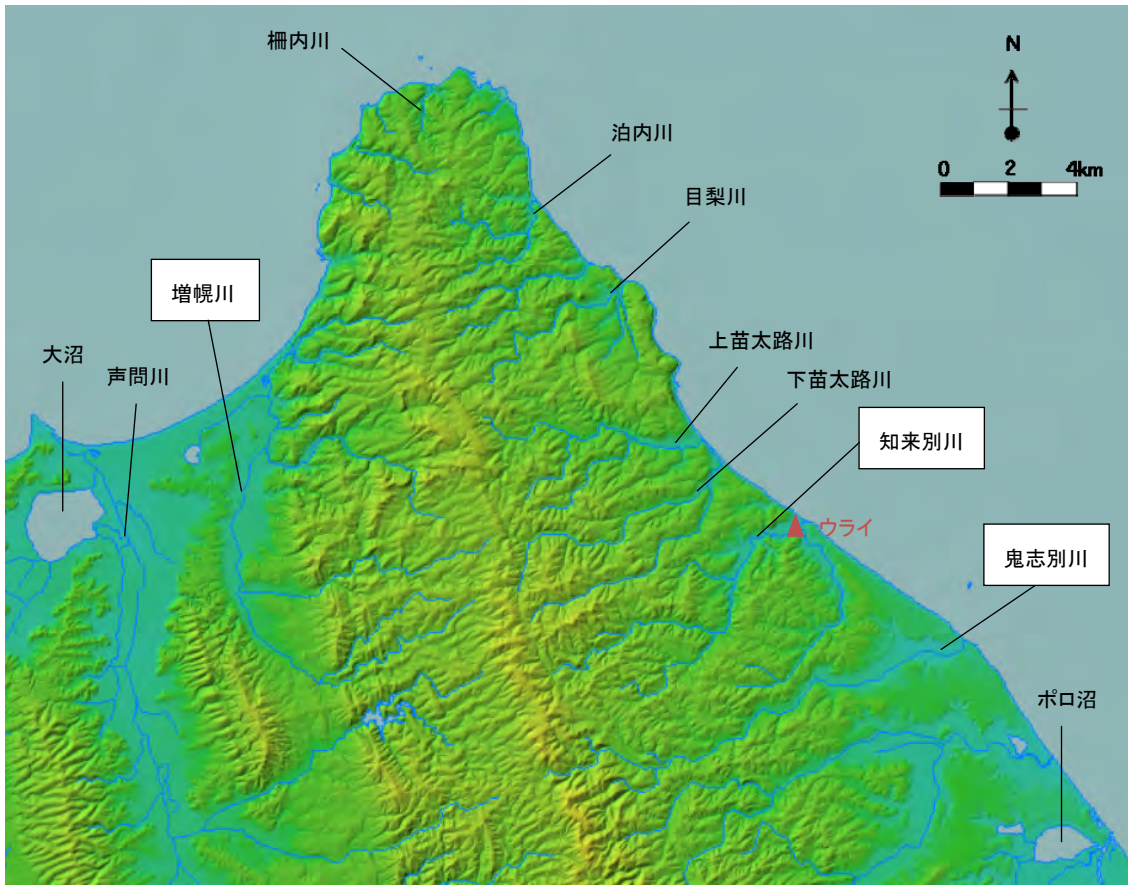 柵内川
N
泊内川
0 2 4km
目梨川
増幌川
上苗太路川
大沼
声問川
下苗太路川
知来別川
ウライ
鬼志別川
ポロ沼